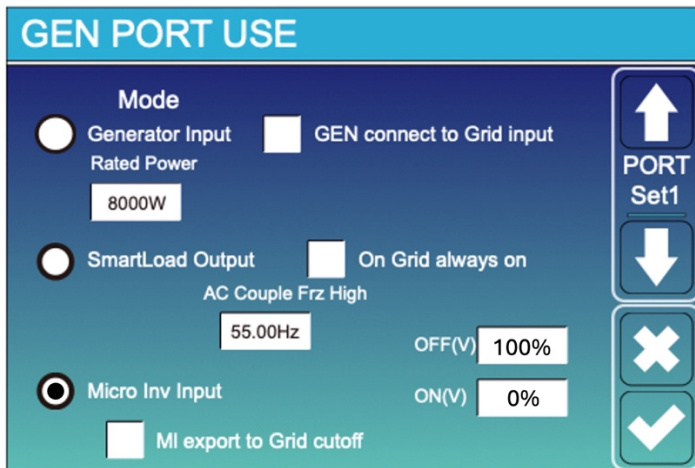 GEN PORT USE
Mode
Generator Input
GEN connect to Grid input
Rated Power
8000W
PORT
Set1
SmartLoad Output
On Grid always on
AC Couple Frz High
55.00Hz
OFF(V) 100%
Micro Inv Input
ON(V) 0%
MI export to Grid cutoff